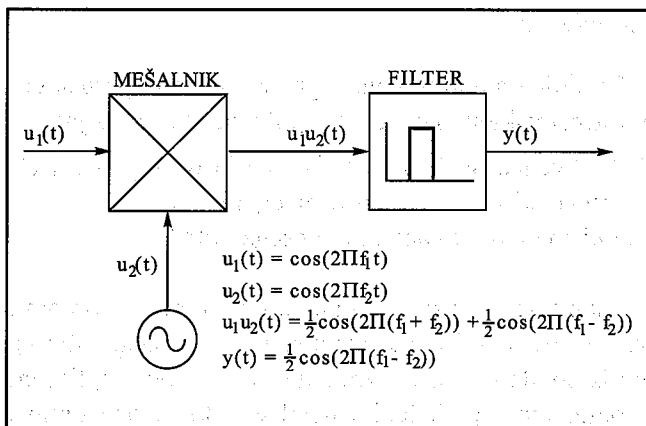 MEŠALNIK
FILTER
u₁(t)
u₁u₂(t)
y(t)
u₂(t)
u₁(t) = cos(2Πf₁t)
u₂(t) = cos(2Πf₂t)
u₁u₂(t) = ½cos(2Π(f₁+ f₂)) + ½cos(2Π(f₁- f₂))
y(t) = ½cos(2Π(f₁- f₂))